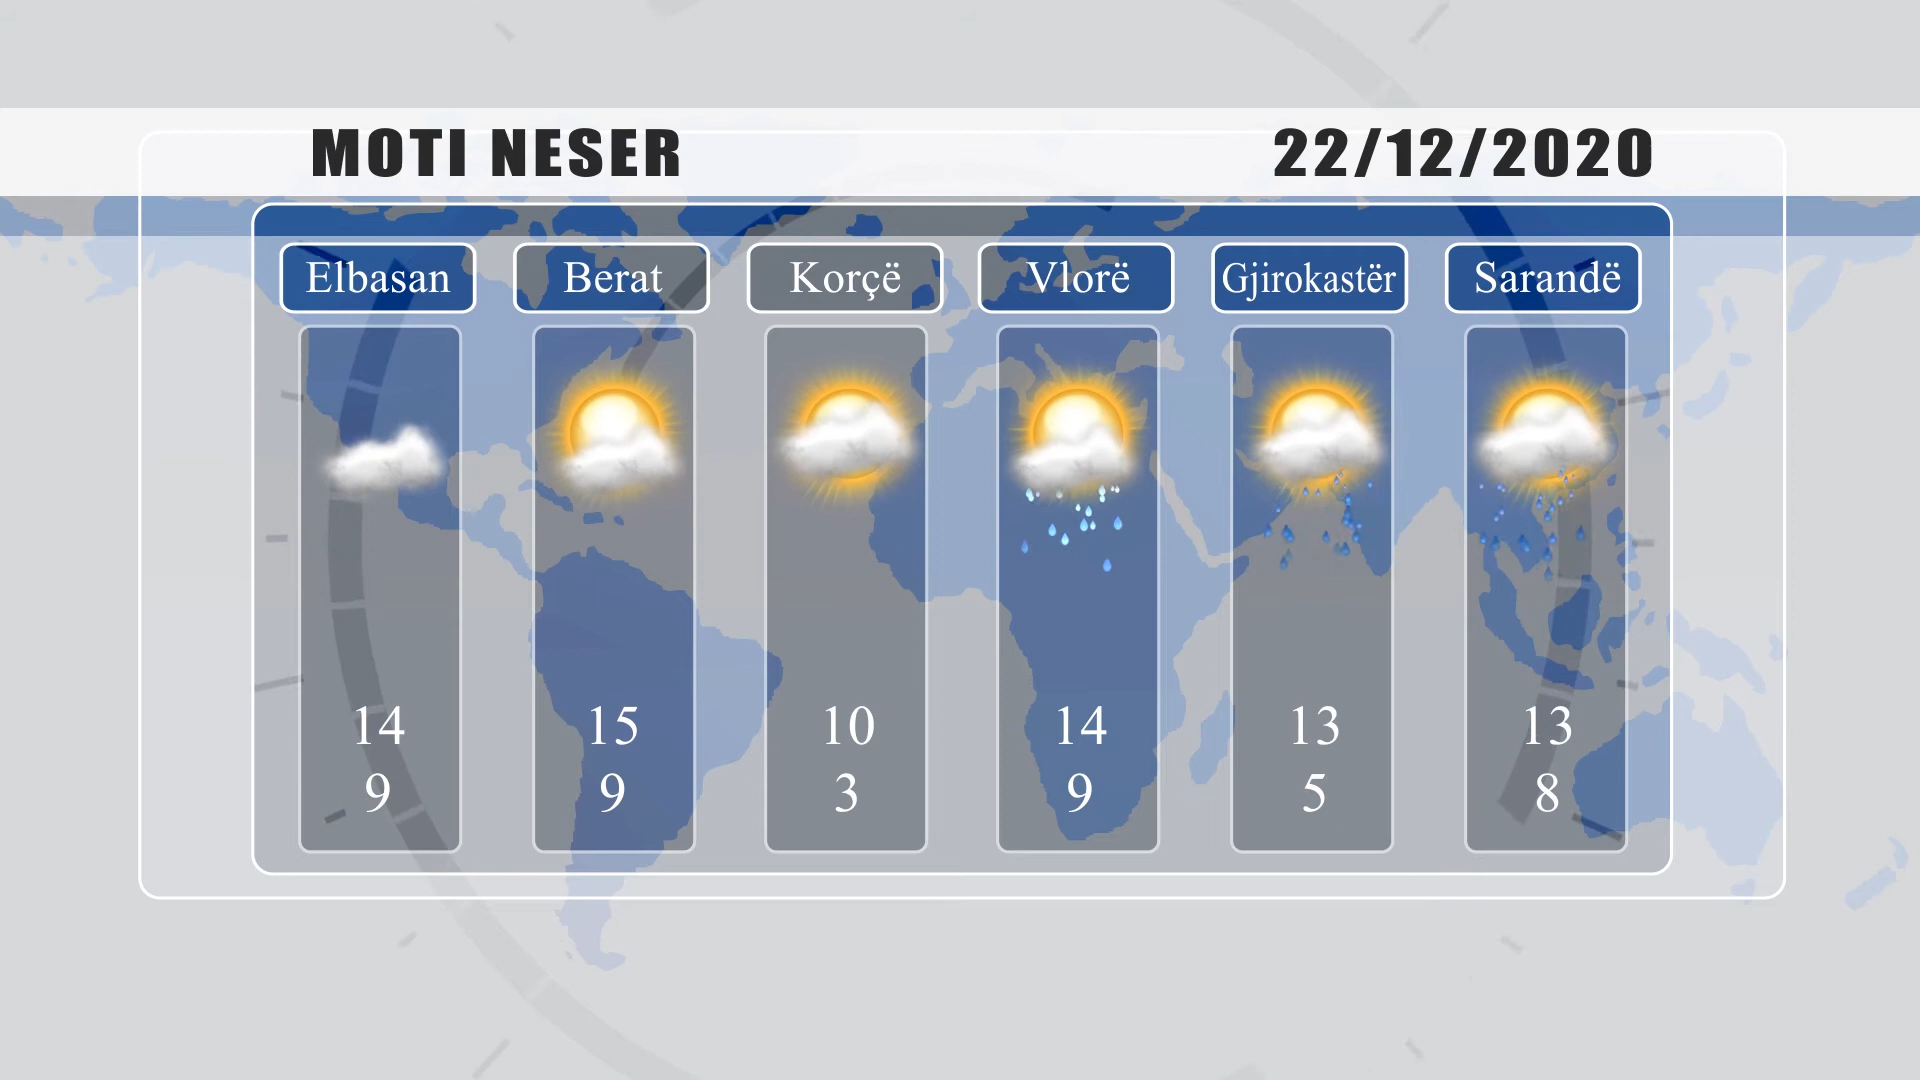 MOTI NESER 22/12/2020
Elbasan Berat Korçë Vlorë Gjirokastër Sarandë
14 15 10 14 13 13
9 9 3 9 5 8